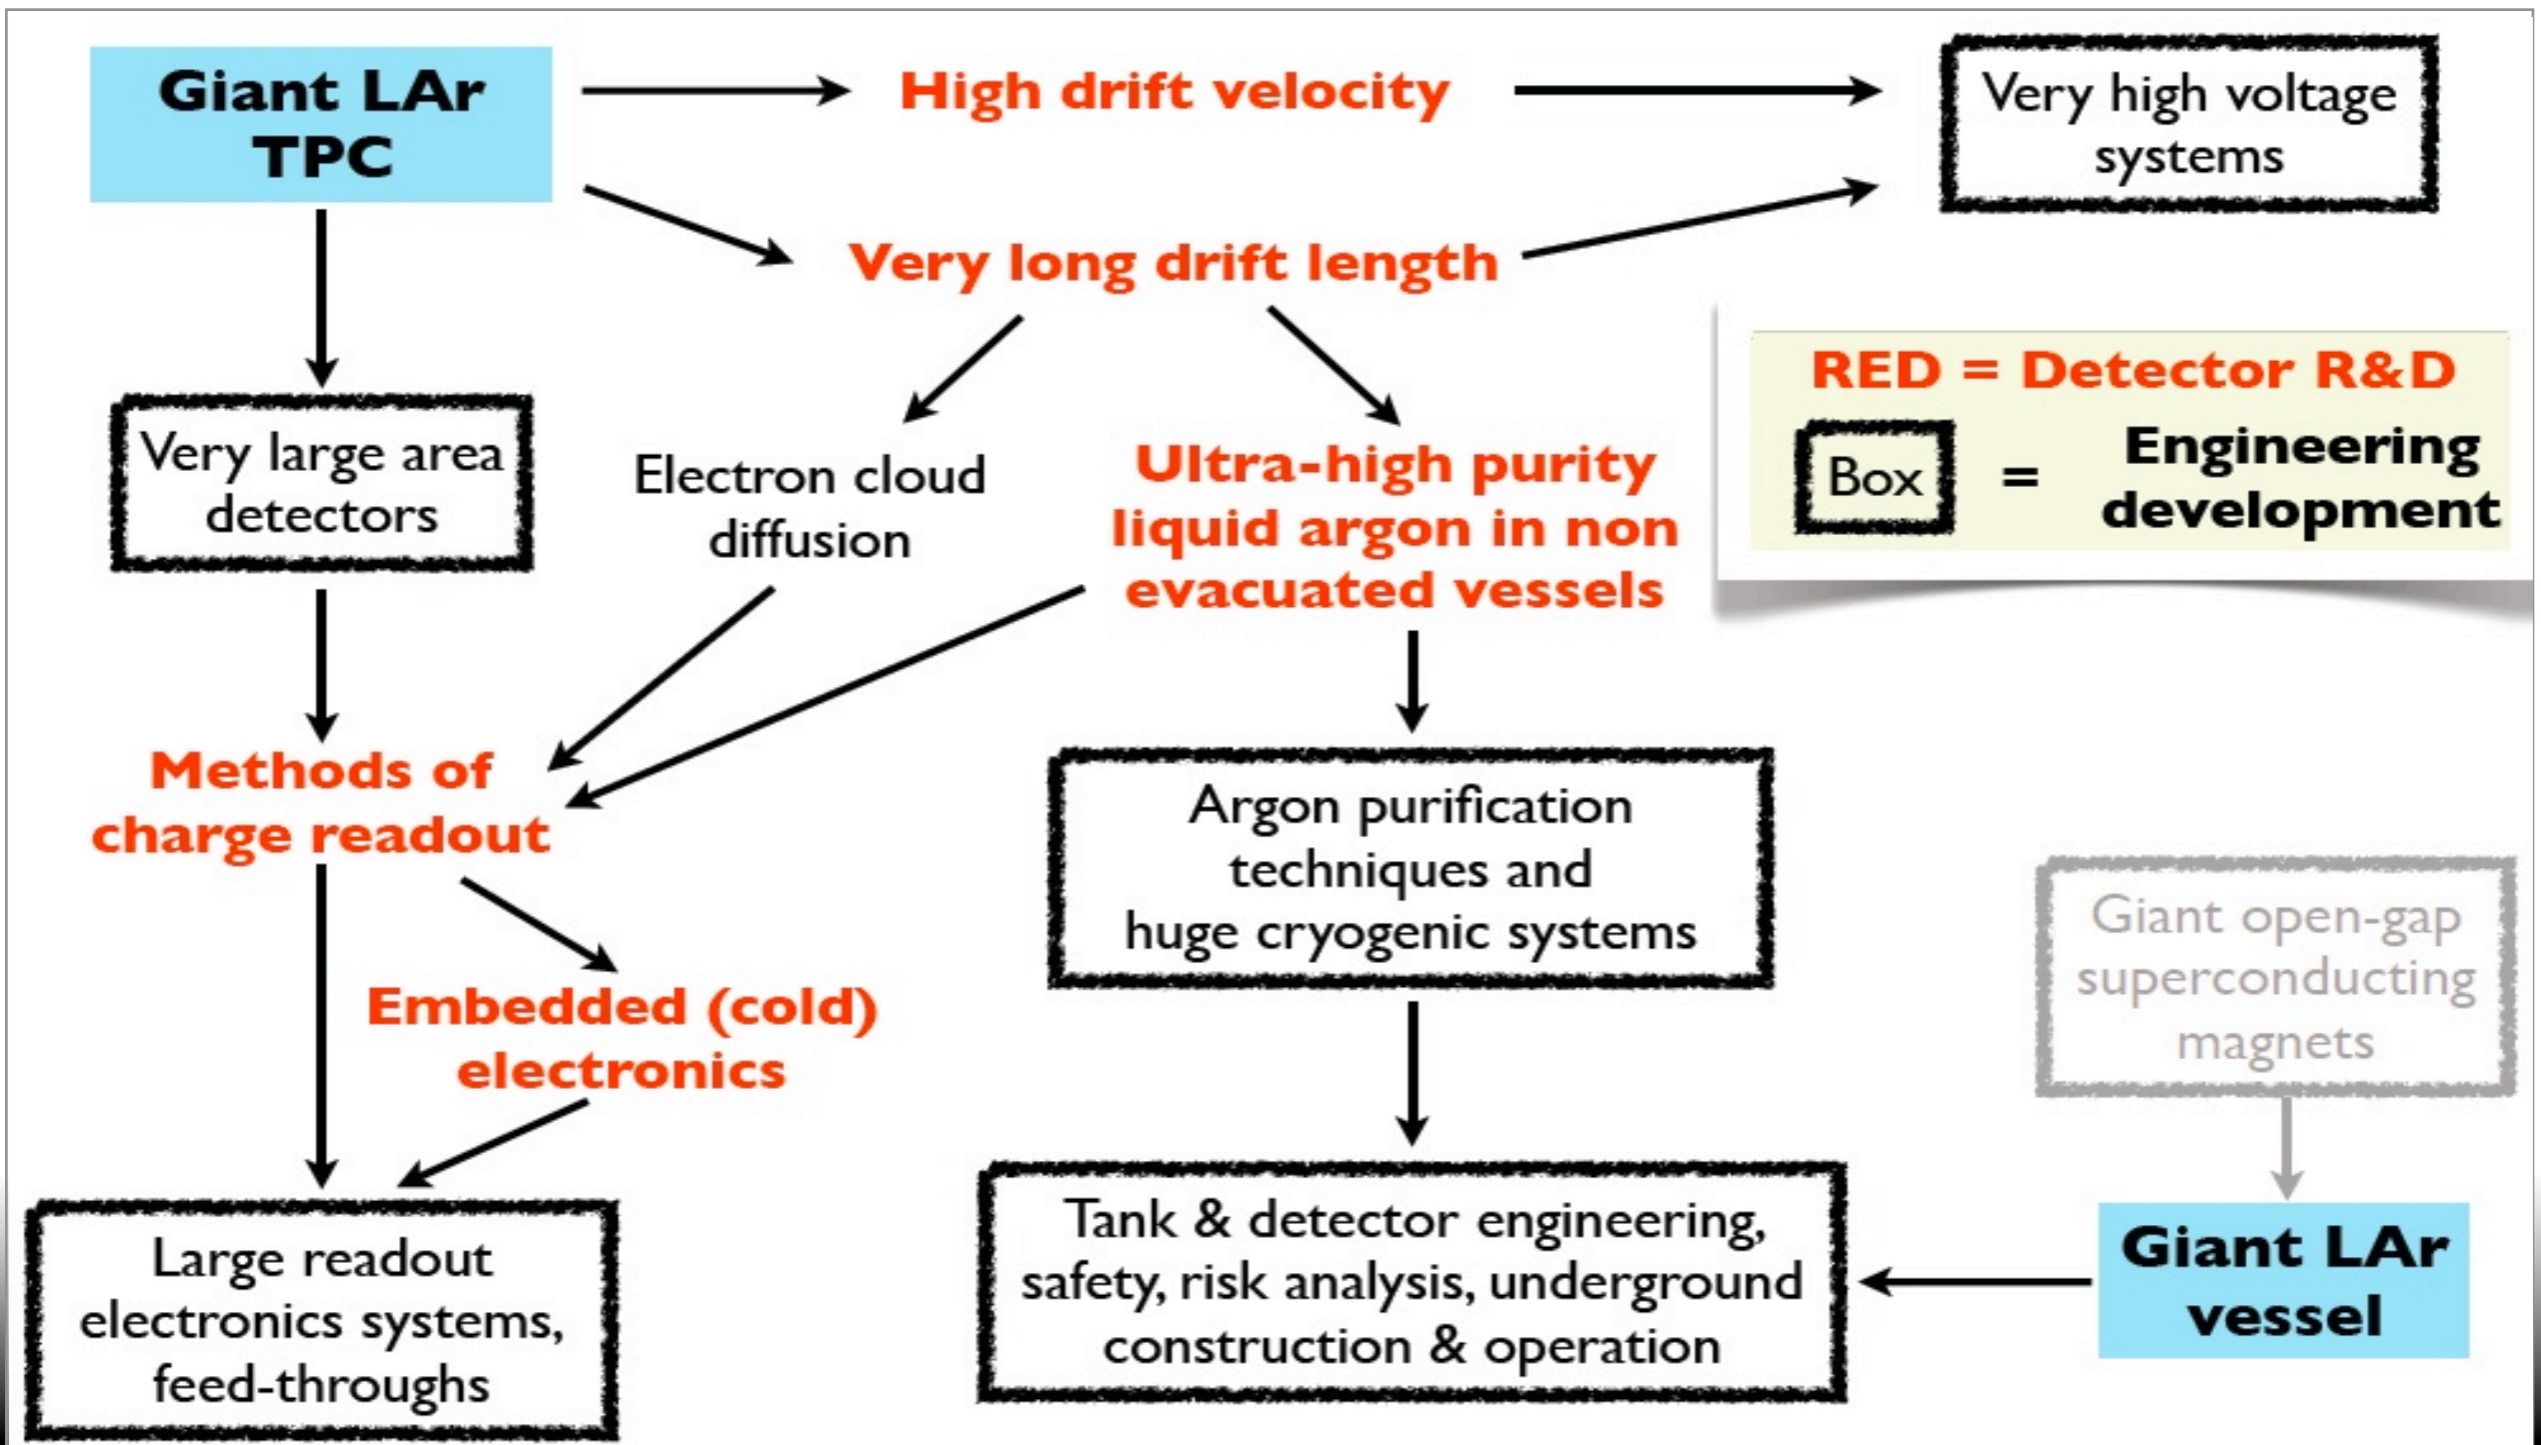 Giant LAr
TPC
High drift velocity
Very high voltage
systems
Very long drift length
RED = Detector R&D
Box = Engineering
development
Very large area
detectors
Electron cloud
diffusion
Ultra-high purity
liquid argon in non
evacuated vessels
Methods of
charge readout
Argon purification
techniques and
huge cryogenic systems
Giant open-gap
superconducting
magnets
Embedded (cold)
electronics
Large readout
electronics systems,
feed-throughs
Tank & detector engineering,
safety, risk analysis, underground
construction & operation
Giant LAr
vessel